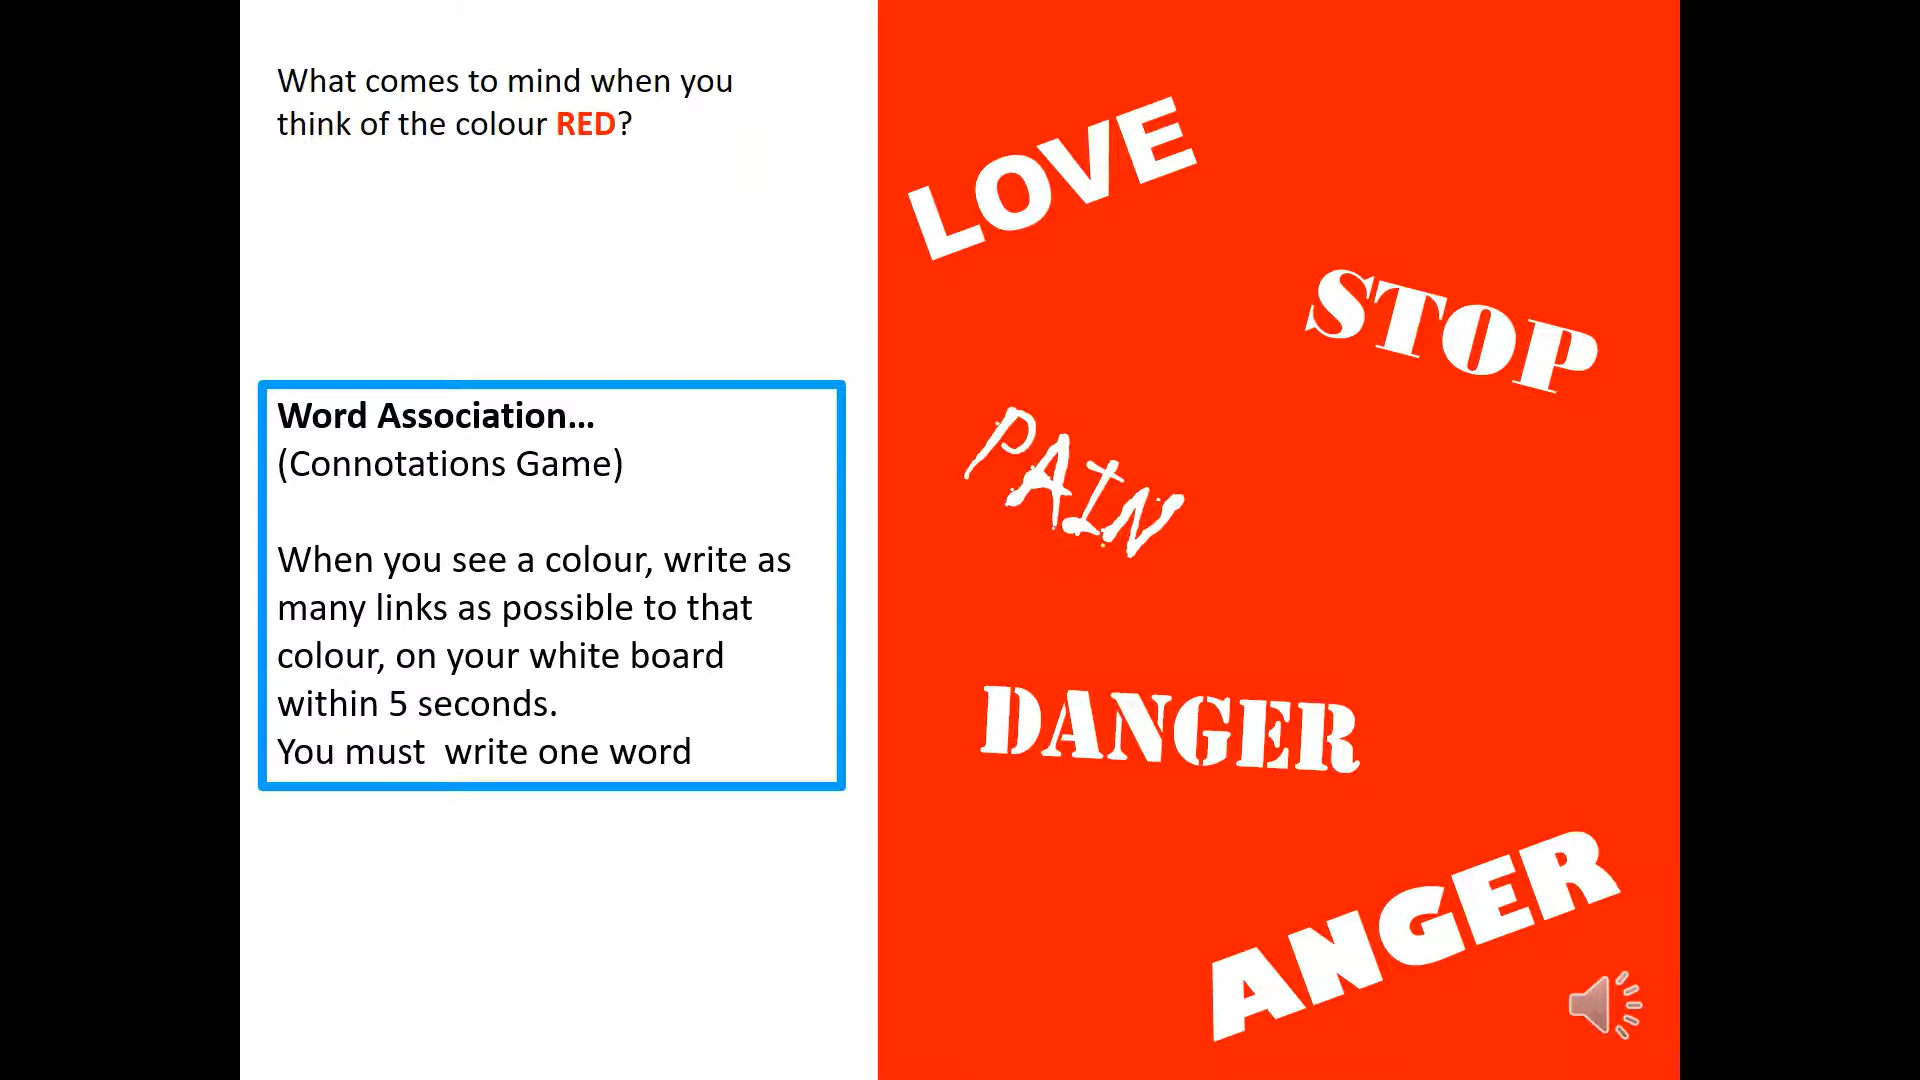 What comes to mind when you
think of the colour RED?
Word Association...
(Connotations Game)
When you see a colour, write as
many links as possible to that
colour, on your white board
within 5 seconds.
You must  write one word
LOVE
STOP
PAIN
DANGER
ANGER